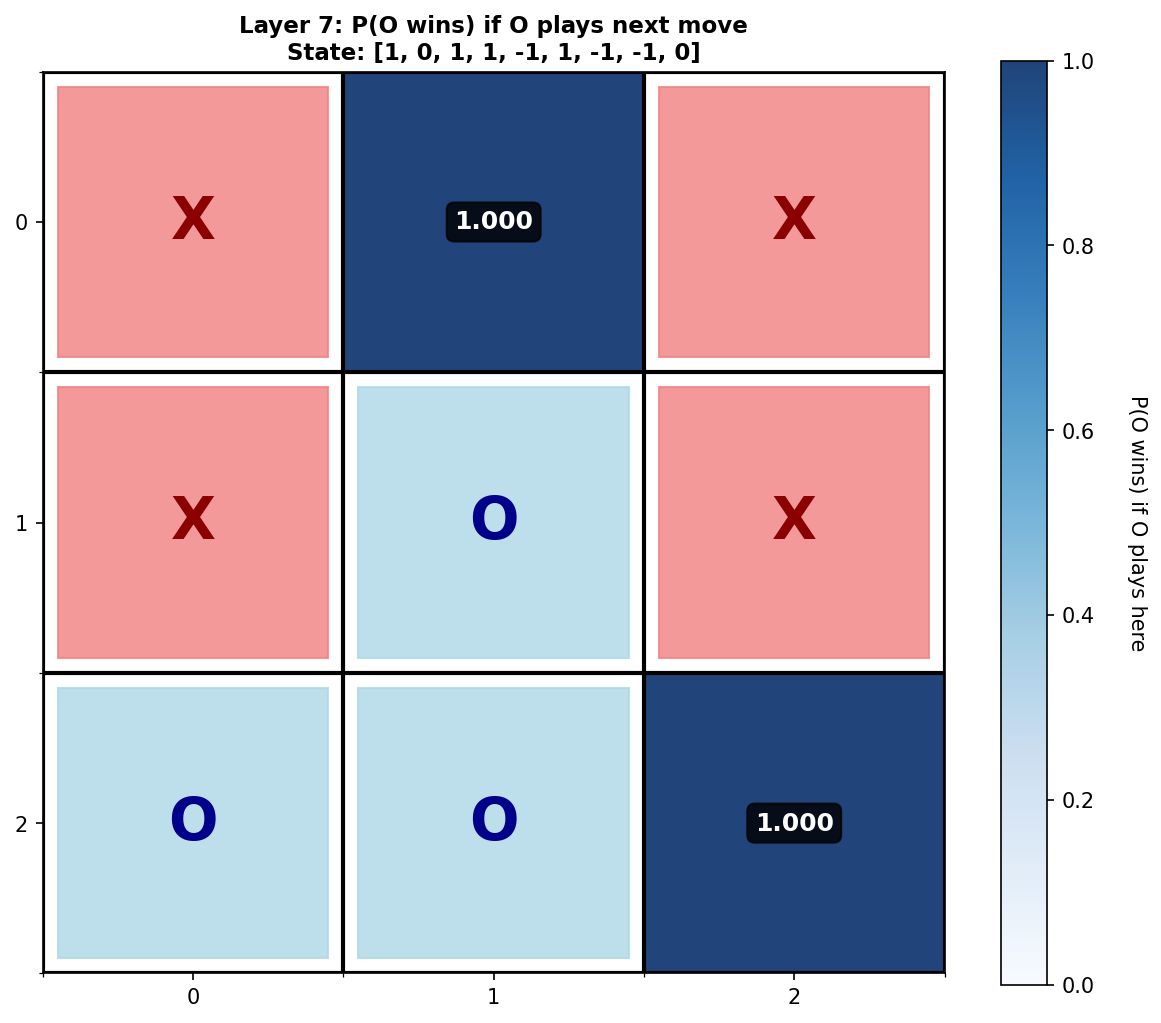 Layer 7: P(O wins) if O plays next move
State: [1, 0, 1, 1, -1, 1, -1, -1, 0]
X
1.000
X
0
X
O
X
1
O
O
1.000
2
0
1
2
1.0
0.8
0.6
0.4
0.2
0.0
P(O wins) if O plays here